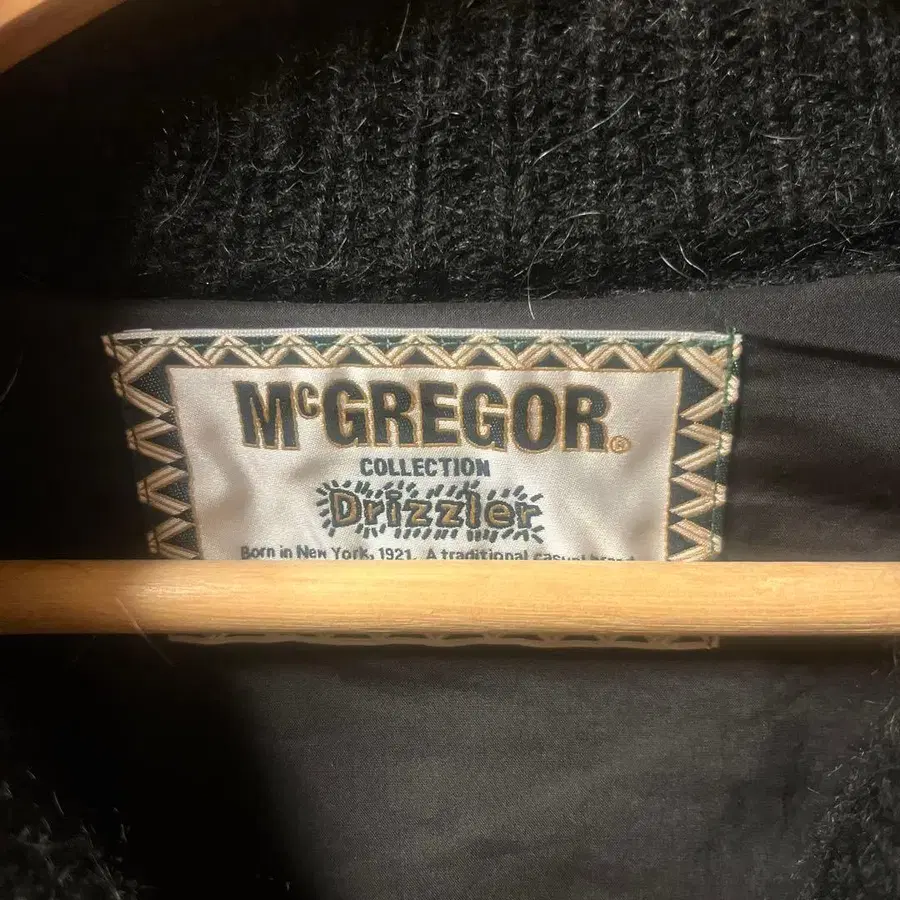 McGREGOR®
COLLECTION
Drizzler
Born in New York, 1921. A traditional casual brand